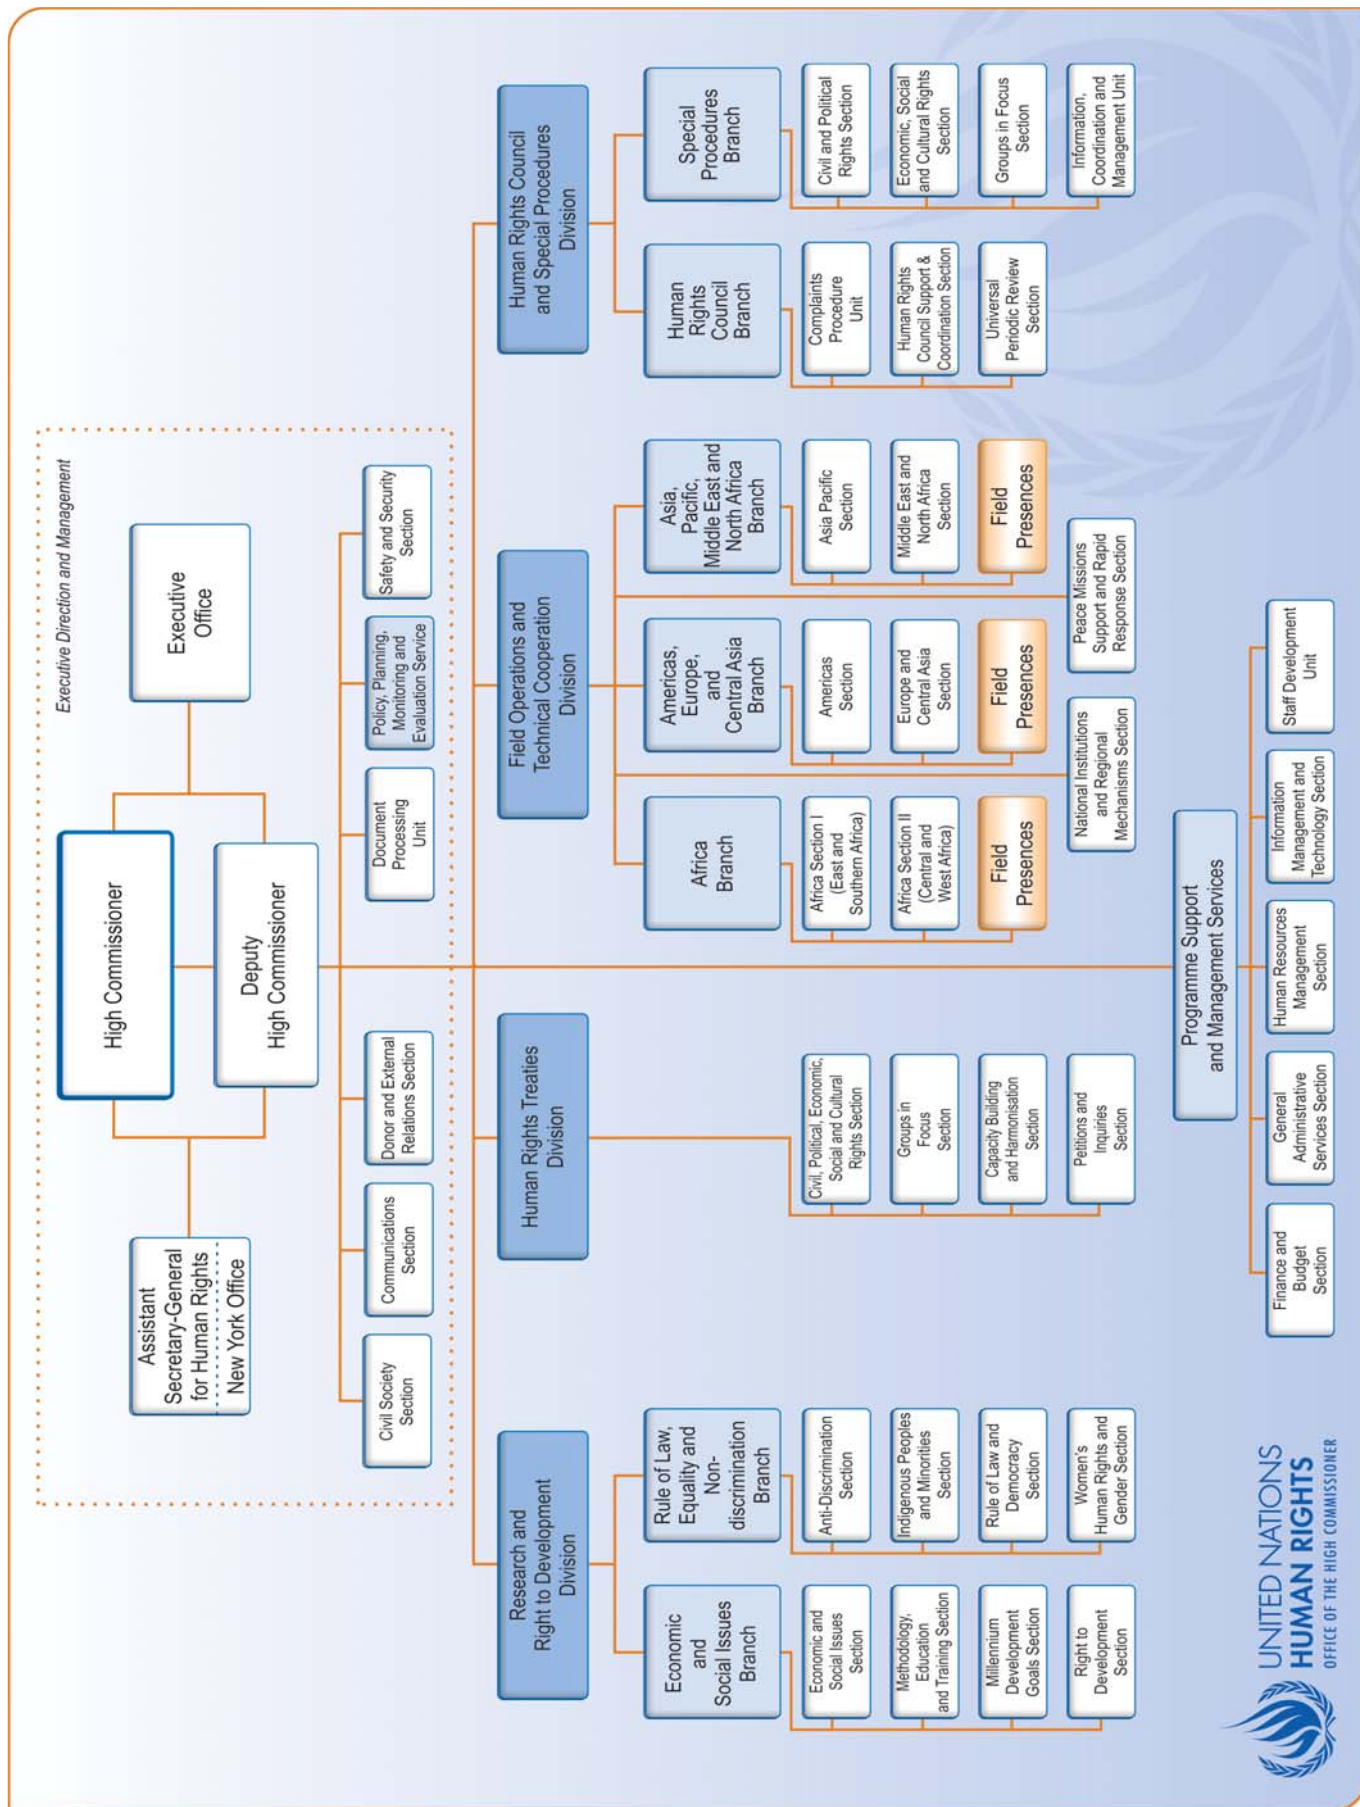 Executive Direction and Management
High Commissioner
Assistant
Secretary-General
for Human Rights
New York Office
Executive
Office
Deputy
High Commissioner
Civil Society
Section
Communications
Section
Donor and External
Relations Section
Document
Processing
Unit
Policy, Planning,
Monitoring and
Evaluation Service
Safety and Security
Section
Research and
Right to Development
Division
Human Rights Treaties
Division
Field Operations and
Technical Cooperation
Division
Human Rights Council
and Special Procedures
Division
Economic
and
Social Issues
Branch
Economic and
Social Issues
Section
Methodology,
Education
and Training Section
Millennium
Development
Goals Section
Right to
Development
Section
Rule of Law,
Equality and
Non-
discrimination
Branch
Anti-Discrimination
Section
Indigenous Peoples
and Minorities
Section
Rule of Law and
Democracy
Section
Women's
Human Rights and
Gender Section
Civil, Political, Economic,
Social and Cultural
Rights Section
Groups in
Focus
Section
Capacity Building
and Harmonisation
Section
Petitions and
Inquiries
Section
Africa
Branch
Africa Section I
(East and
Southern Africa)
Africa Section II
(Central and
West Africa)
Field
Presences
Americas,
Europe,
and
Central Asia
Branch
Americas
Section
Europe and
Central Asia
Section
Field
Presences
Asia,
Pacific,
Middle East and
North Africa
Branch
Asia Pacific
Section
Middle East and
North Africa
Section
Field
Presences
National Institutions
and Regional
Mechanisms Section
Peace Missions
Support and Rapid
Response Section
Human
Rights
Council
Branch
Complaints
Procedure
Unit
Human Rights
Council Support &
Coordination Section
Universal
Periodic Review
Section
Special
Procedures
Branch
Civil and Political
Rights Section
Economic, Social
and Cultural Rights
Section
Groups in Focus
Section
Information,
Coordination and
Management Unit
Programme Support
and Management Services
Finance and
Budget
Section
General
Administrative
Services Section
Human Resources
Management
Section
Information
Management and
Technology Section
Staff Development
Unit
UNITED NATIONS
HUMAN RIGHTS
OFFICE OF THE HIGH COMMISSIONER